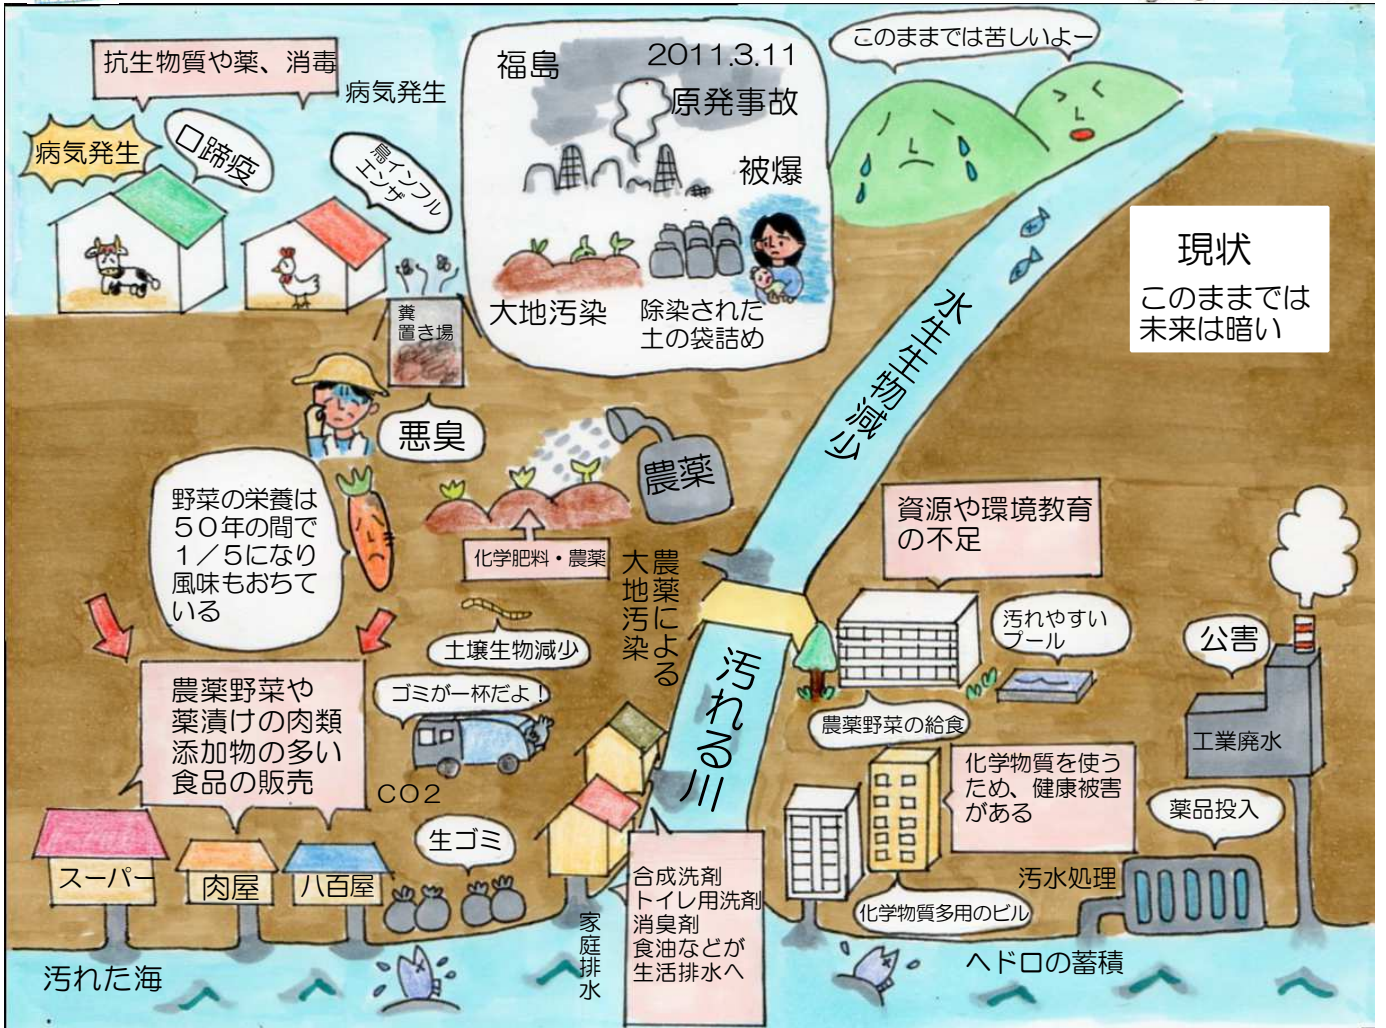 抗生物質や薬、消毒
病気発生
病気発生
口蹄疫
鳥インフル
エンザ
糞
置き場
福島
2011.3.11
原発事故
被爆
大地汚染
除染された
土の袋詰め
このままでは苦しいよー
現状
このままでは
未来は暗い
水生生物減少
悪臭
農薬
野菜の栄養は
50年の間で
1／5になり
風味もおちて
いる
化学肥料・農薬
農薬による
大地汚染
土壌生物減少
資源や環境教育
の不足
汚れやすい
プール
公害
工業廃水
農薬野菜の給食
汚れる川
ゴミが一杯だよ！
農薬野菜や
薬漬けの肉類
添加物の多い
食品の販売
CO2
生ゴミ
スーパー
肉屋
八百屋
化学物質を使う
ため、健康被害
がある
薬品投入
汚水処理
化学物質多用のビル
合成洗剤
トイレ用洗剤
消臭剤
食油などが
生活排水へ
家庭排水
汚れた海
ヘドロの蓄積